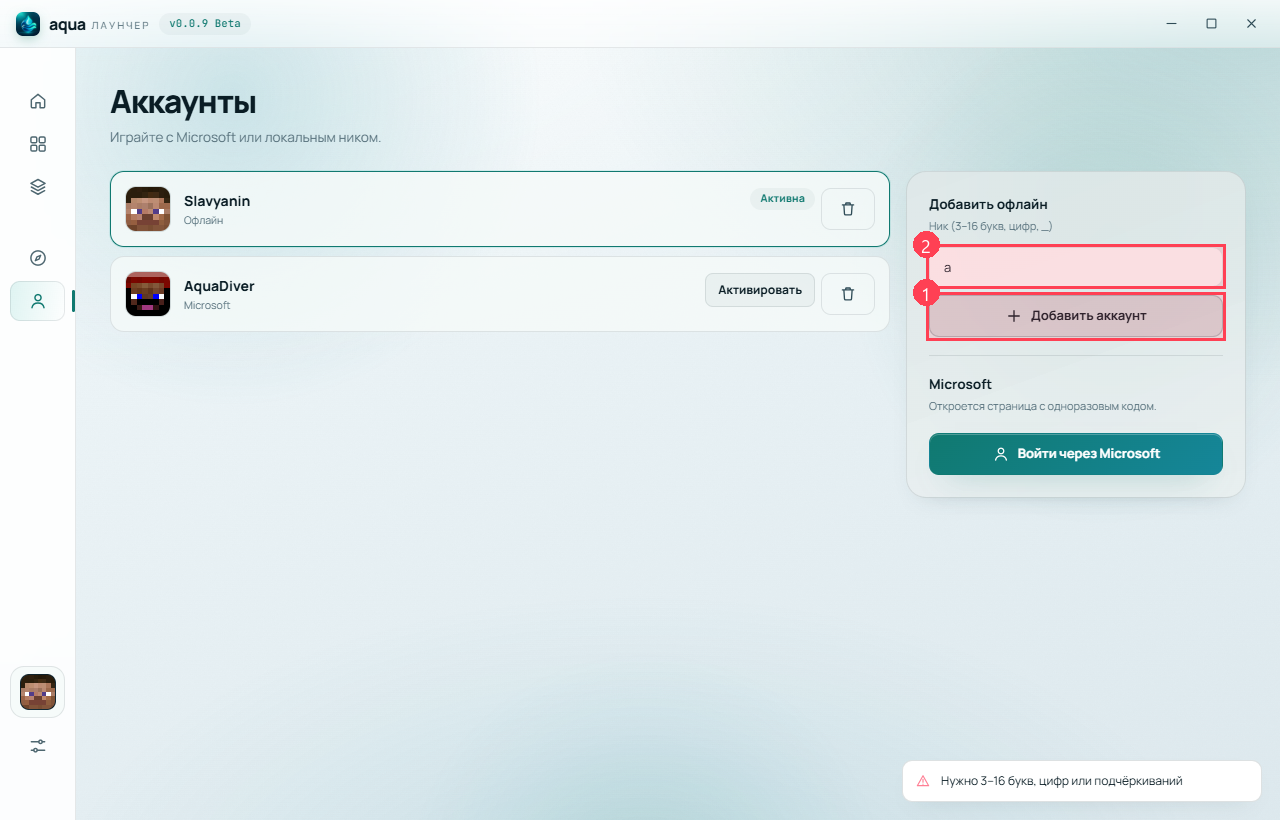 aqua ЛАУНЧЕР v0.0.9 Beta
Аккаунты
Играйте с Microsoft или локальным ником.
Slavyanin
Офлайн
Активна
AquaDiver
Microsoft
Активировать
Добавить офлайн
Ник (3–16 букв, цифр, _)
2
a
1
Добавить аккаунт
Microsoft
Откроется страница с одноразовым кодом.
Войти через Microsoft
Нужно 3–16 букв, цифр или подчёркиваний